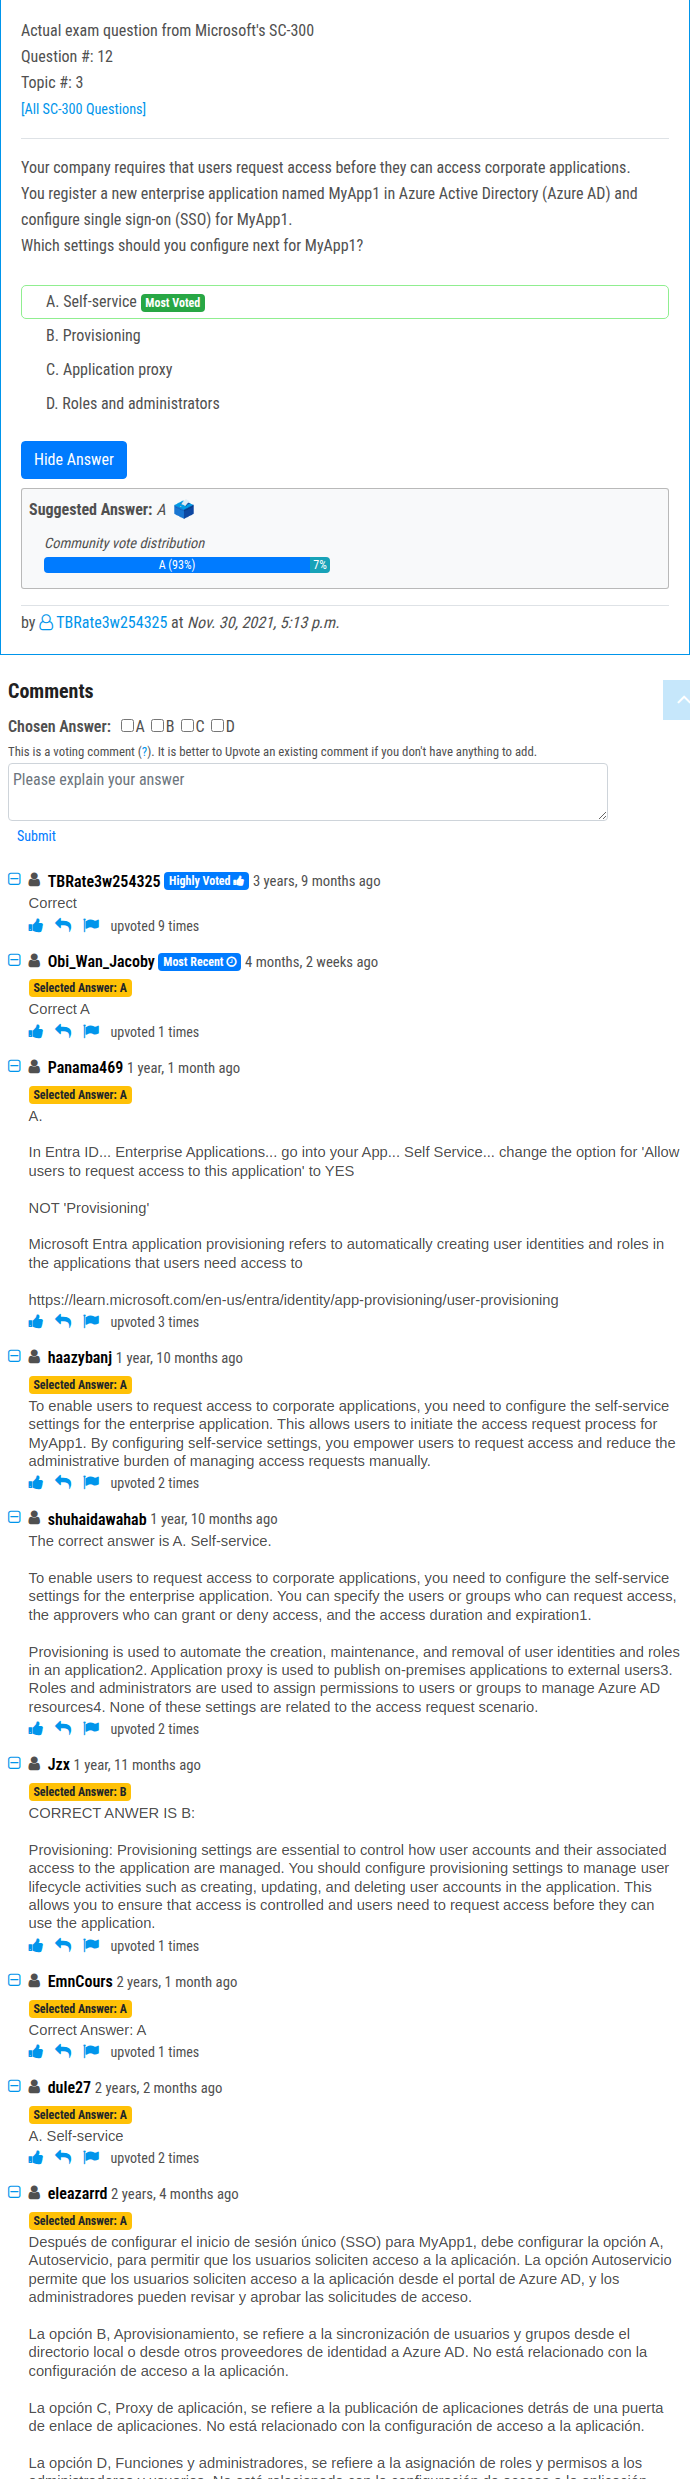 Actual exam question from Microsoft's SC-300
Question #: 12
Topic #: 3
[All SC-300 Questions]
Your company requires that users request access before they can access corporate applications.
You register a new enterprise application named MyApp1 in Azure Active Directory (Azure AD) and
configure single sign-on (SSO) for MyApp1.
Which settings should you configure next for MyApp1?
A. Self-service Most Voted
B. Provisioning
C. Application proxy
D. Roles and administrators
Hide Answer
Suggested Answer: A
Community vote distribution
A (93%) 7%
by TBRate3w254325 at Nov. 30, 2021, 5:13 p.m.
Comments
Chosen Answer: A B C D
This is a voting comment (?). It is better to Upvote an existing comment if you don't have anything to add.
Please explain your answer
Submit
TBRate3w254325 Highly Voted 3 years, 9 months ago
Correct
upvoted 9 times
Obi_Wan_Jacoby Most Recent 4 months, 2 weeks ago
Selected Answer: A
Correct A
upvoted 1 times
Panama469 1 year, 1 month ago
Selected Answer: A
A.
In Entra ID... Enterprise Applications... go into your App... Self Service... change the option for 'Allow
users to request access to this application' to YES
NOT 'Provisioning'
Microsoft Entra application provisioning refers to automatically creating user identities and roles in
the applications that users need access to
https://learn.microsoft.com/en-us/entra/identity/app-provisioning/user-provisioning
upvoted 3 times
haazybanj 1 year, 10 months ago
Selected Answer: A
To enable users to request access to corporate applications, you need to configure the self-service
settings for the enterprise application. This allows users to initiate the access request process for
MyApp1. By configuring self-service settings, you empower users to request access and reduce the
administrative burden of managing access requests manually.
upvoted 2 times
shuhaidawahab 1 year, 10 months ago
The correct answer is A. Self-service.
To enable users to request access to corporate applications, you need to configure the self-service
settings for the enterprise application. You can specify the users or groups who can request access,
the approvers who can grant or deny access, and the access duration and expiration1.
Provisioning is used to automate the creation, maintenance, and removal of user identities and roles
in an application2. Application proxy is used to publish on-premises applications to external users3.
Roles and administrators are used to assign permissions to users or groups to manage Azure AD
resources4. None of these settings are related to the access request scenario.
upvoted 2 times
Jzx 1 year, 11 months ago
Selected Answer: B
CORRECT ANWER IS B:
Provisioning: Provisioning settings are essential to control how user accounts and their associated
access to the application are managed. You should configure provisioning settings to manage user
lifecycle activities such as creating, updating, and deleting user accounts in the application. This
allows you to ensure that access is controlled and users need to request access before they can
use the application.
upvoted 1 times
EmnCours 2 years, 1 month ago
Selected Answer: A
Correct Answer: A
upvoted 1 times
dule27 2 years, 2 months ago
Selected Answer: A
A. Self-service
upvoted 2 times
eleazarrd 2 years, 4 months ago
Selected Answer: A
Después de configurar el inicio de sesión único (SSO) para MyApp1, debe configurar la opción A,
Autoservicio, para permitir que los usuarios soliciten acceso a la aplicación. La opción Autoservicio
permite que los usuarios soliciten acceso a la aplicación desde el portal de Azure AD, y los
administradores pueden revisar y aprobar las solicitudes de acceso.
La opción B, Aprovisionamiento, se refiere a la sincronización de usuarios y grupos desde el
directorio local o desde otros proveedores de identidad a Azure AD. No está relacionado con la
configuración de acceso a la aplicación.
La opción C, Proxy de aplicación, se refiere a la publicación de aplicaciones detrás de una puerta
de enlace de aplicaciones. No está relacionado con la configuración de acceso a la aplicación.
La opción D, Funciones y administradores, se refiere a la asignación de roles y permisos a los